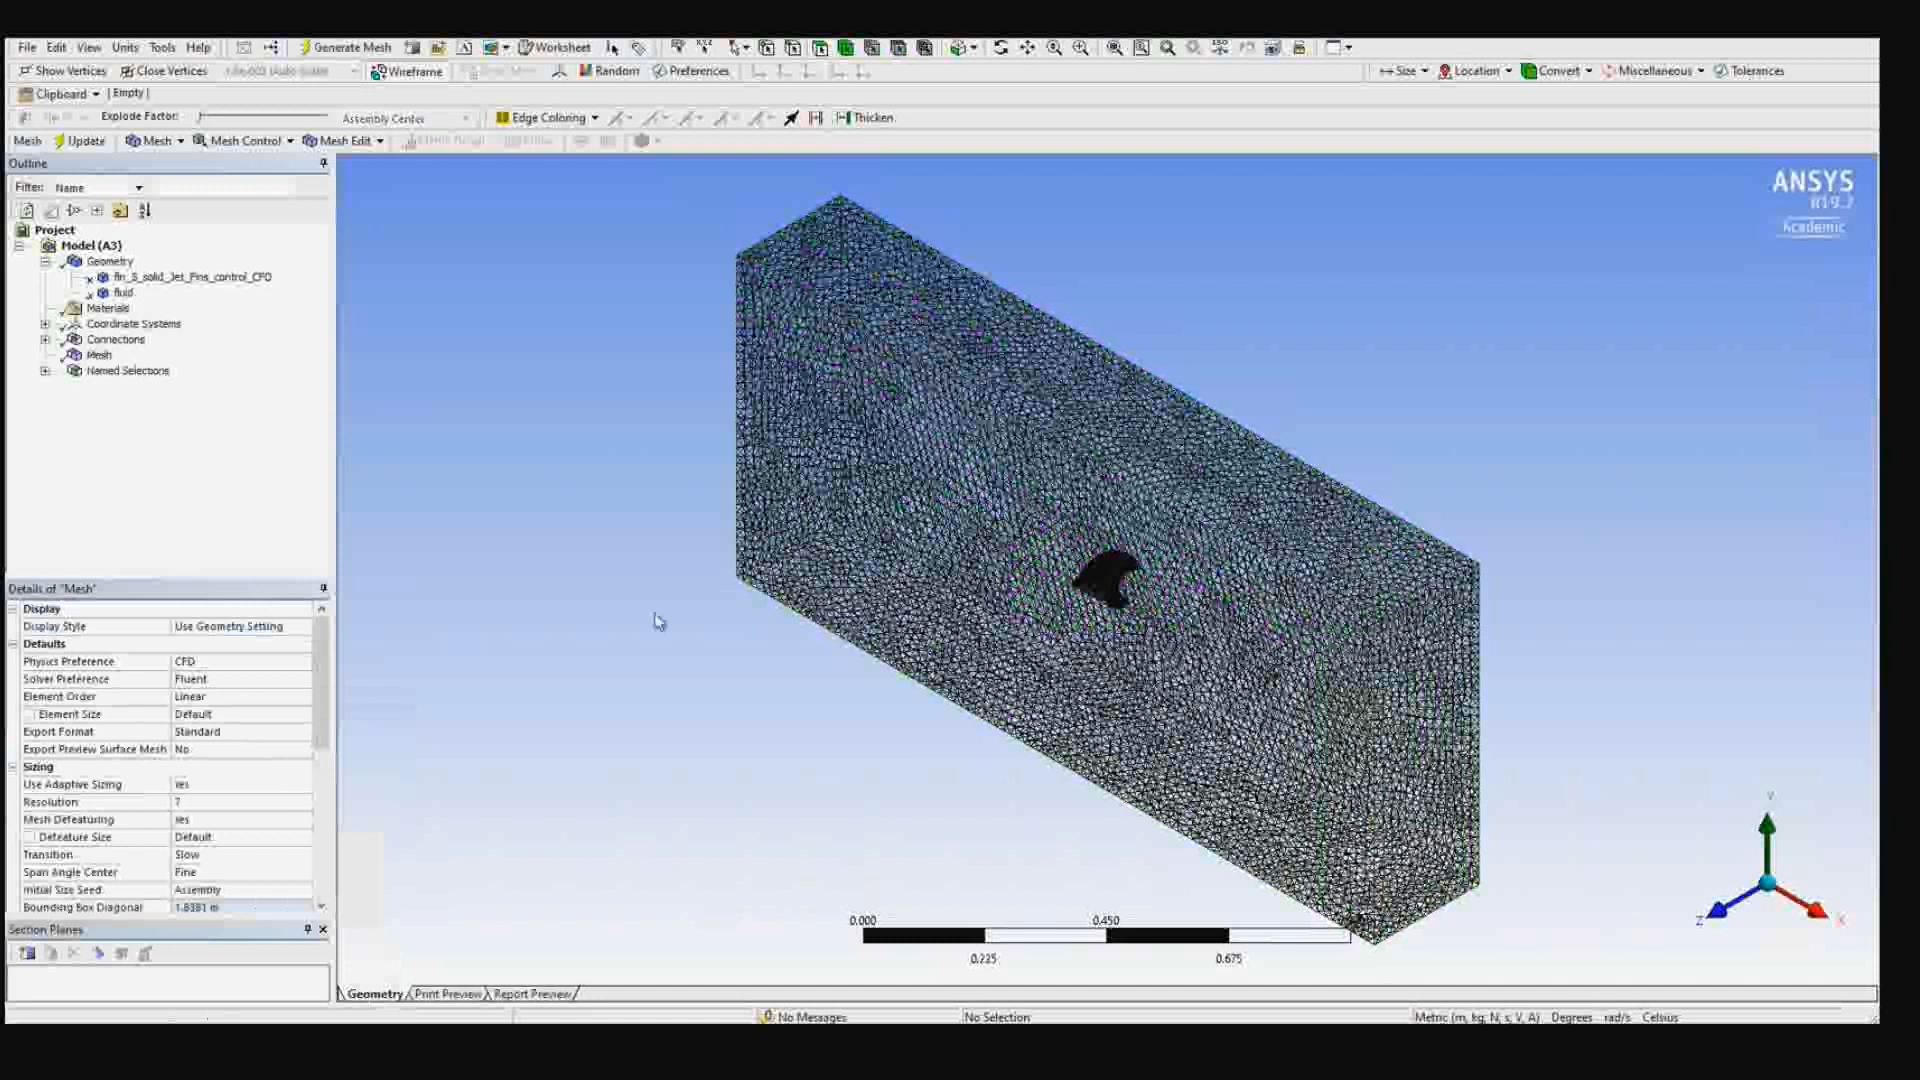 File Edit View Units Tools Help Generate Mesh Worksheet
Show Vertices Close Vertices Wireframe Random Preferences Size Location Convert Miscellaneous Tolerances
Clipboard [Empty]
Explode Factor: Assembly Center Edge Coloring Thicken
Mesh Update Mesh Mesh Control Mesh Edit
Outline
Filter: Name
Project
Model (A3)
Geometry
fin_S_solid_Jet_Fins_control_CFD
fluid
Materials
Coordinate Systems
Connections
Mesh
Named Selections
Details of "Mesh"
Display
Display Style Use Geometry Setting
Defaults
Physics Preference CFD
Solver Preference Fluent
Element Order Linear
Element Size Default
Export Format Standard
Export Preview Surface Mesh No
Sizing
Use Adaptive Sizing Yes
Resolution 7
Mesh Defeaturing Yes
Defeature Size Default
Transition Slow
Span Angle Center Fine
Initial Size Seed Assembly
Bounding Box Diagonal 1.8381 m
Section Planes
ANSYS
R19.2
Academic
0.000 0.450
0.225 0.675
Y
Z X
Geometry Print Preview Report Preview
No Messages No Selection Metric (m, kg, N, s, V, A) Degrees rad/s Celsius